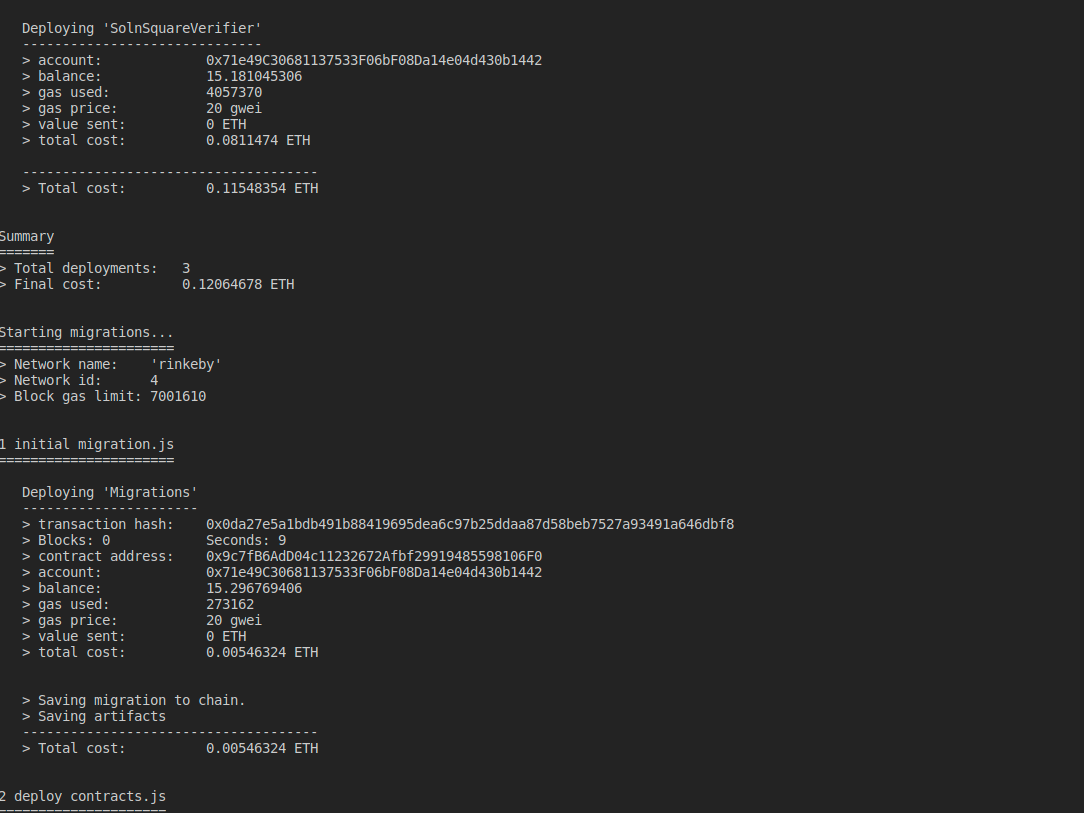 Deploying 'SolnSquareVerifier'
------------------------------
> account: 0x71e49C30681137533F06bF08Da14e04d430b1442
> balance: 15.181045306
> gas used: 4057370
> gas price: 20 gwei
> value sent: 0 ETH
> total cost: 0.0811474 ETH
-------------------------------------
> Total cost: 0.11548354 ETH
Summary
=======
> Total deployments: 3
> Final cost: 0.12064678 ETH
Starting migrations...
======================
> Network name: 'rinkeby'
> Network id: 4
> Block gas limit: 7001610
1 initial migration.js
======================
Deploying 'Migrations'
----------------------
> transaction hash: 0x0da27e5a1bdb491b88419695dea6c97b25ddaa87d58beb7527a93491a646dbf8
> Blocks: 0 Seconds: 9
> contract address: 0x9c7fB6AdD04c11232672Afbf29919485598106F0
> account: 0x71e49C30681137533F06bF08Da14e04d430b1442
> balance: 15.296769406
> gas used: 273162
> gas price: 20 gwei
> value sent: 0 ETH
> total cost: 0.00546324 ETH
> Saving migration to chain.
> Saving artifacts
-------------------------------------
> Total cost: 0.00546324 ETH
2 deploy contracts.js
=====================